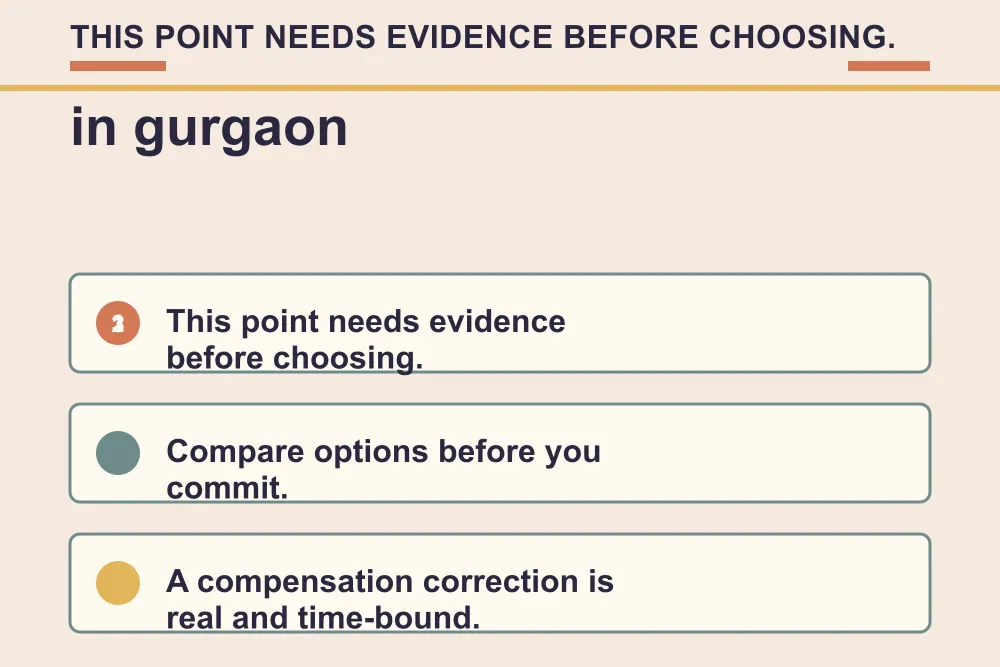 THIS POINT NEEDS EVIDENCE BEFORE CHOOSING.
in gurgaon
This point needs evidence
before choosing.
Compare options before you
commit.
A compensation correction is
real and time-bound.